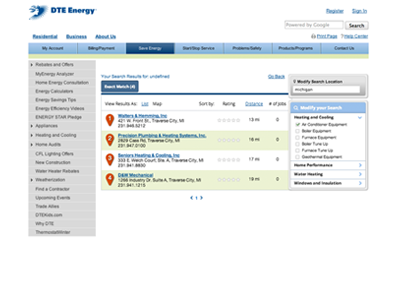 DTE Energy
Register Sign In
Powered by Google Search
Print Page Help Center
Residential Business About Us
My Account Billing/Payment Save Energy Start/Stop Service Problems/Safety Products/Programs Contact Us
Rebates and Offers
MyEnergy Analyzer
Home Energy Consultation
Energy Calculators
Energy Savings Tips
Energy Efficiency Videos
ENERGY STAR Pledge
Appliances
Heating and Cooling
Home Audits
CFL Lighting Offers
New Construction
Water Heater Rebates
Weatherization
Find a Contractor
Upcoming Events
Trade Allies
DTEKids.com
Why DTE
ThermostatWinter
Your Search Results for undefined Go Back
Exact Match (4)
View Results As: List Map Sort by: Rating Distance # of jobs
1 Walters & Hemming, Inc
421 W. Front St., Traverse City, MI
231.946.5212
13 mi 0
2 Precision Plumbing & Heating Systems, Inc.
2929 Cass Rd, Traverse City, MI
231.947.0100
16 mi 0
3 Seniors Heating & Cooling, Inc
333 E. Welch Court, Ste. A, Traverse City, MI
231.941.8830
17 mi 0
4 D&W Mechanical
1266 Industry Dr. Suite A, Traverse City, MI
231.941.1215
19 mi 0
1
Modify Search Location
michigan
Modify your Search
Heating and Cooling
Air Conditioner Equipment
Boiler Equipment
Boiler Tune Up
Furnace Equipment
Furnace Tune Up
Geothermal Equipment
Home Performance
Water Heating
Windows and Insulation